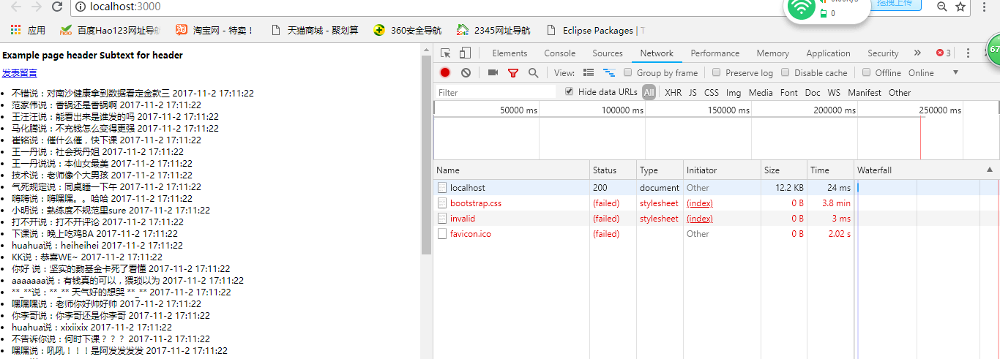 localhost:3000
拖拽上传
0
应用 百度Hao123网址导航 淘宝网 - 特卖！ 天猫商城 - 聚划算 360安全导航 2345网址导航 Eclipse Packages | T
67
Example page header Subtext for header
发表留言
不错说：对南沙健康拿到数据看定金款三 2017-11-2 17:11:22
范家伟说：香锅还是香锅啊 2017-11-2 17:11:22
王汪汪说：能看出来是谁发的吗 2017-11-2 17:11:22
马化腾说：不充钱怎么变得更强 2017-11-2 17:11:22
崔铭说：催什么催，快下课 2017-11-2 17:11:22
王一丹说：社会我丹姐 2017-11-2 17:11:22
王一丹说说：本仙女最美 2017-11-2 17:11:22
技术说：老师像个大男孩 2017-11-2 17:11:22
气死规定说：同桌睡一下午 2017-11-2 17:11:22
嗨嗨说：嗨嘿嘿。。哈哈 2017-11-2 17:11:22
小明说：熟练度不规范里sure 2017-11-2 17:11:22
打不开说：打不开评论 2017-11-2 17:11:22
下课说：晚上吃鸡BA 2017-11-2 17:11:22
huahua说：heiheihei 2017-11-2 17:11:22
KK说：恭喜WE~ 2017-11-2 17:11:22
你好 说：坚实的勤基金卡死了看懂 2017-11-2 17:11:22
aaaaaaa说：有钱真的可以，猥琐以为 2017-11-2 17:11:22
**_**说：**_** 天气好的想哭 **_** 2017-11-2 17:11:22
嘿嘿嘿说：老师你好帅好帅 2017-11-2 17:11:22
你李哥说：你李哥还是你李哥 2017-11-2 17:11:22
huahua说：xixiixix 2017-11-2 17:11:22
不告诉你说：何时下课？？？ 2017-11-2 17:11:22
嘿嘿说：吼吼！！！是阿发发发发 2017-11-2 17:11:22
Elements Console Sources Network Performance Memory Application Security » 3
View: Group by frame Preserve log Disable cache Offline Online
Filter Hide data URLs All XHR JS CSS Img Media Font Doc WS Manifest Other
50000 ms 100000 ms 150000 ms 200000 ms 250000 ms
Name Status Type Initiator Size Time Waterfall
localhost 200 document Other 12.2 KB 24 ms
bootstrap.css (failed) stylesheet (index) 0 B 3.8 min
invalid (failed) stylesheet (index) 0 B 3 ms
favicon.ico (failed) Other 0 B 2.02 s